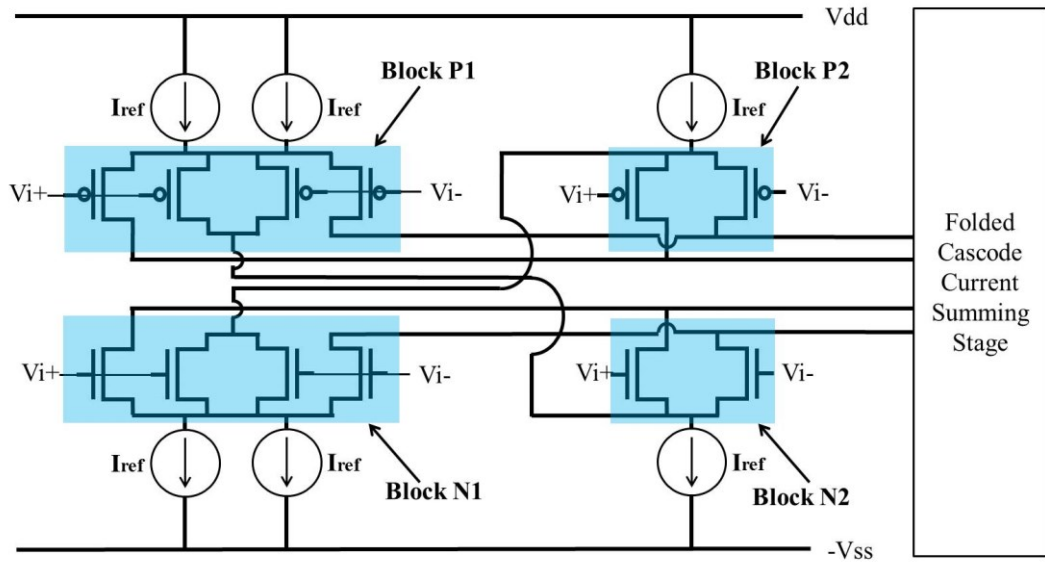 Vdd
Block P1
Block P2
Iref
Iref
Iref
Vi+
Vi-
Vi+
Vi-
Folded
Cascode
Current
Summing
Stage
Vi+
Vi-
Vi+
Vi-
Iref
Iref
Iref
Block N1
Block N2
-Vss